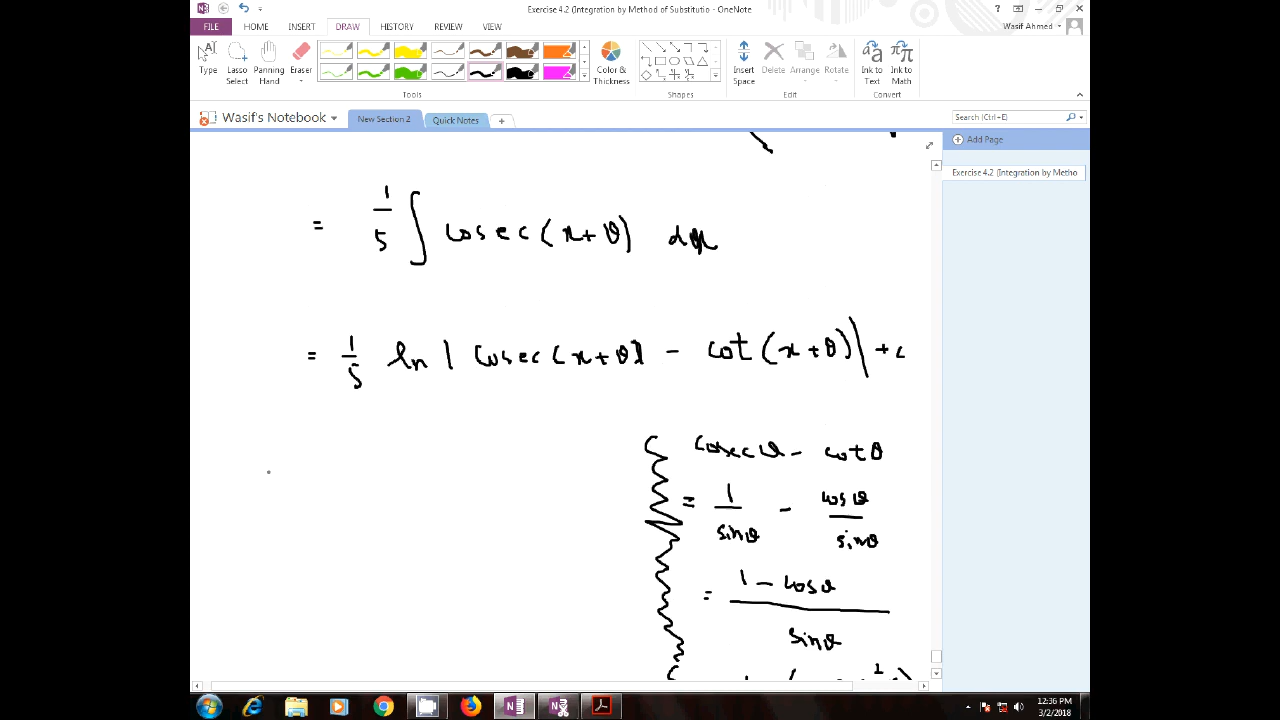 Exercise 4.2 (Integration by Method of Substitutio - OneNote
FILE HOME INSERT DRAW HISTORY REVIEW VIEW
Wasif Ahmed
Type
Lasso Select
Panning Hand
Eraser
Color & Thickness
Insert Space
Delete
Arrange
Rotate
Ink to Text
Ink to Math
Tools Shapes Edit Convert
Wasif's Notebook New Section 2 Quick Notes
Search (Ctrl+E)
Add Page
Exercise 4.2 (Integration by Metho
= 1/5 ∫ cosec(x+θ) dx
= 1/5 ln | cosec(x+θ) - cot(x+θ)| + c
cosecθ - cotθ
= 1/sinθ - cosθ/sinθ
= 1 - cosθ / sinθ
12:36 PM
3/2/2018